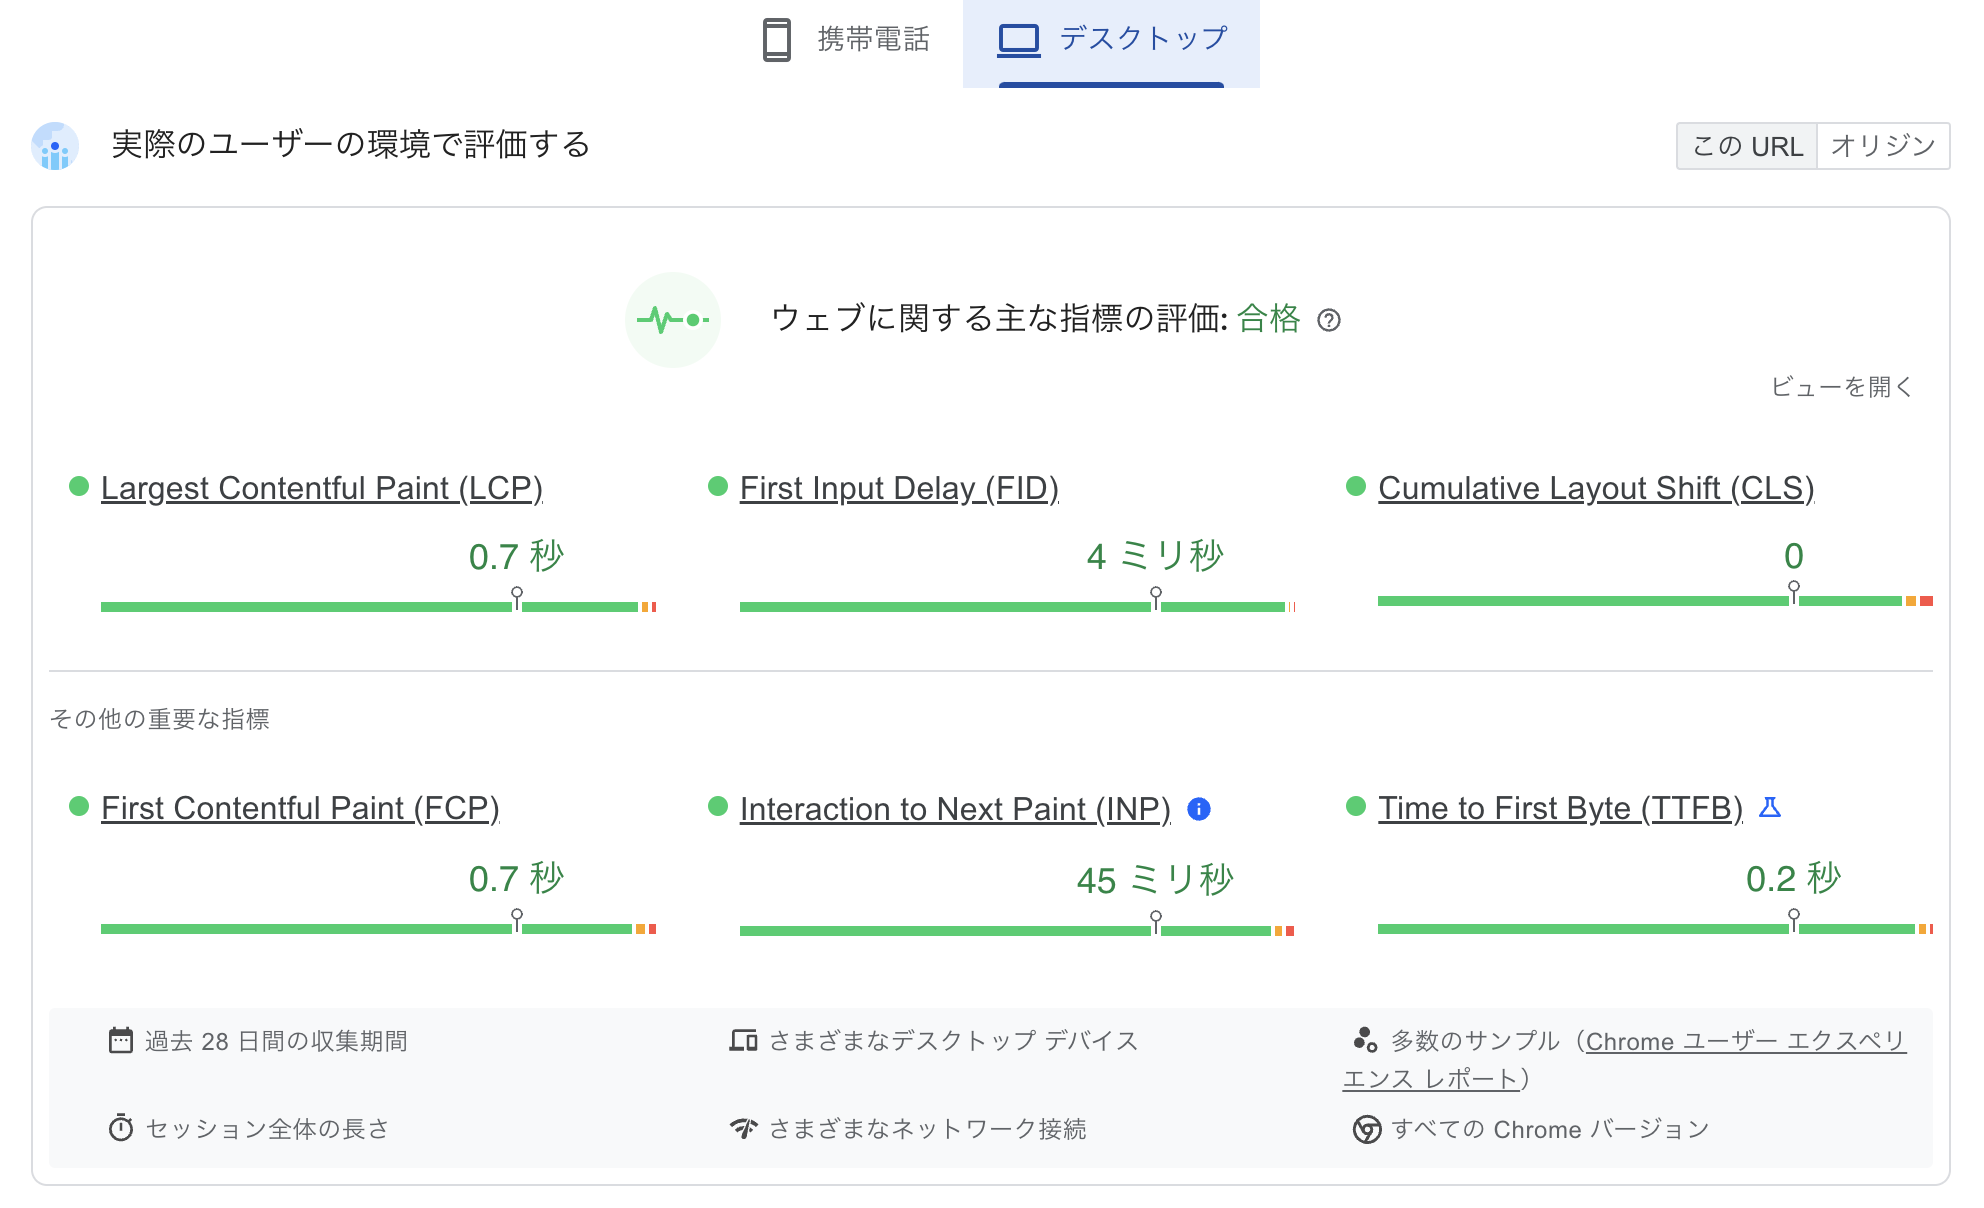 携帯電話
デスクトップ
実際のユーザーの環境で評価する
この URL
オリジン
ウェブに関する主な指標の評価: 合格
ビューを開く
Largest Contentful Paint (LCP)
0.7 秒
First Input Delay (FID)
4 ミリ秒
Cumulative Layout Shift (CLS)
0
その他の重要な指標
First Contentful Paint (FCP)
0.7 秒
Interaction to Next Paint (INP)
45 ミリ秒
Time to First Byte (TTFB)
0.2 秒
過去 28 日間の収集期間
さまざまなデスクトップ デバイス
多数のサンプル（Chrome ユーザー エクスペリ
エンス レポート）
セッション全体の長さ
さまざまなネットワーク接続
すべての Chrome バージョン